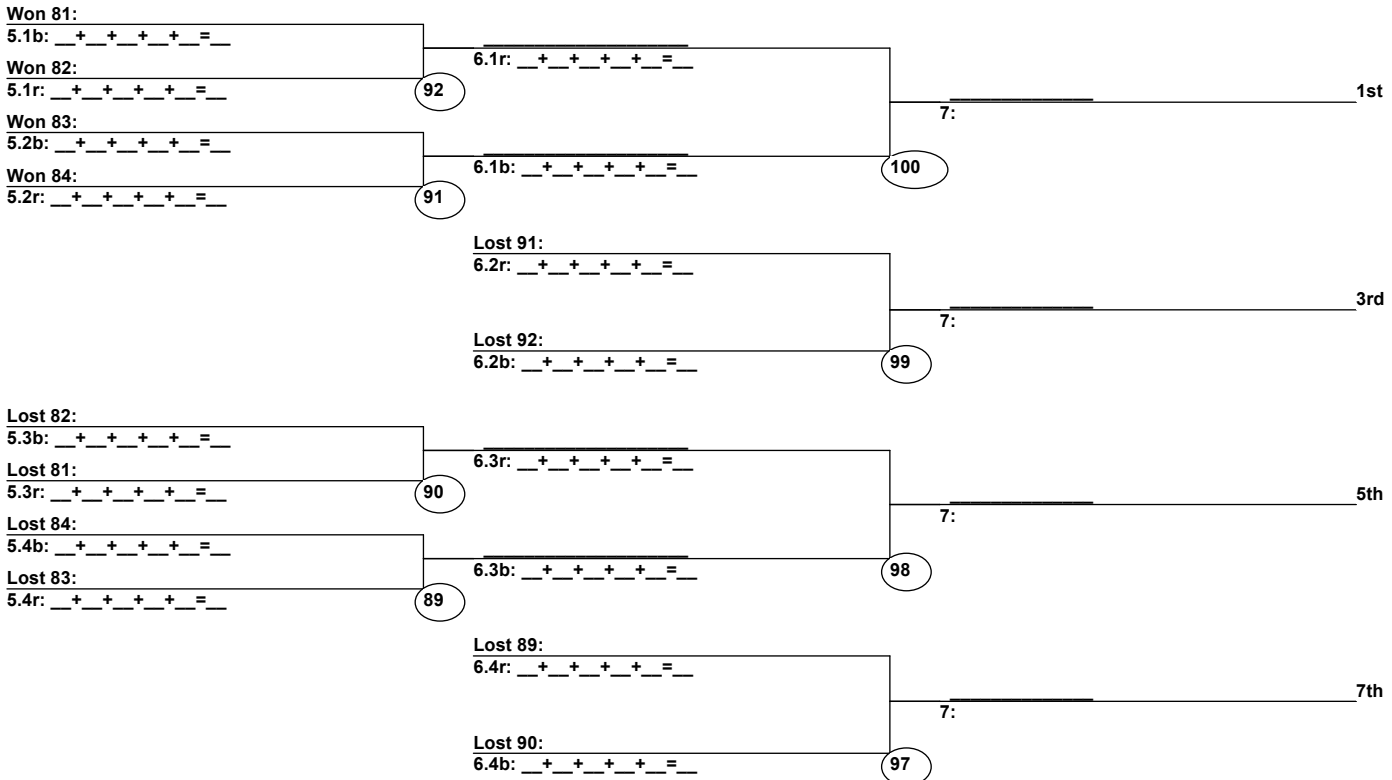 Won 81:
5.1b: __+__+__+__+__=__
Won 82:
5.1r: __+__+__+__+__=__
92
Won 83:
5.2b: __+__+__+__+__=__
Won 84:
5.2r: __+__+__+__+__=__
91
6.1r: __+__+__+__+__=__
6.1b: __+__+__+__+__=__
100
7:
1st
Lost 91:
6.2r: __+__+__+__+__=__
Lost 92:
6.2b: __+__+__+__+__=__
99
7:
3rd
Lost 82:
5.3b: __+__+__+__+__=__
Lost 81:
5.3r: __+__+__+__+__=__
90
Lost 84:
5.4b: __+__+__+__+__=__
Lost 83:
5.4r: __+__+__+__+__=__
89
6.3r: __+__+__+__+__=__
6.3b: __+__+__+__+__=__
98
7:
5th
Lost 89:
6.4r: __+__+__+__+__=__
Lost 90:
6.4b: __+__+__+__+__=__
97
7:
7th